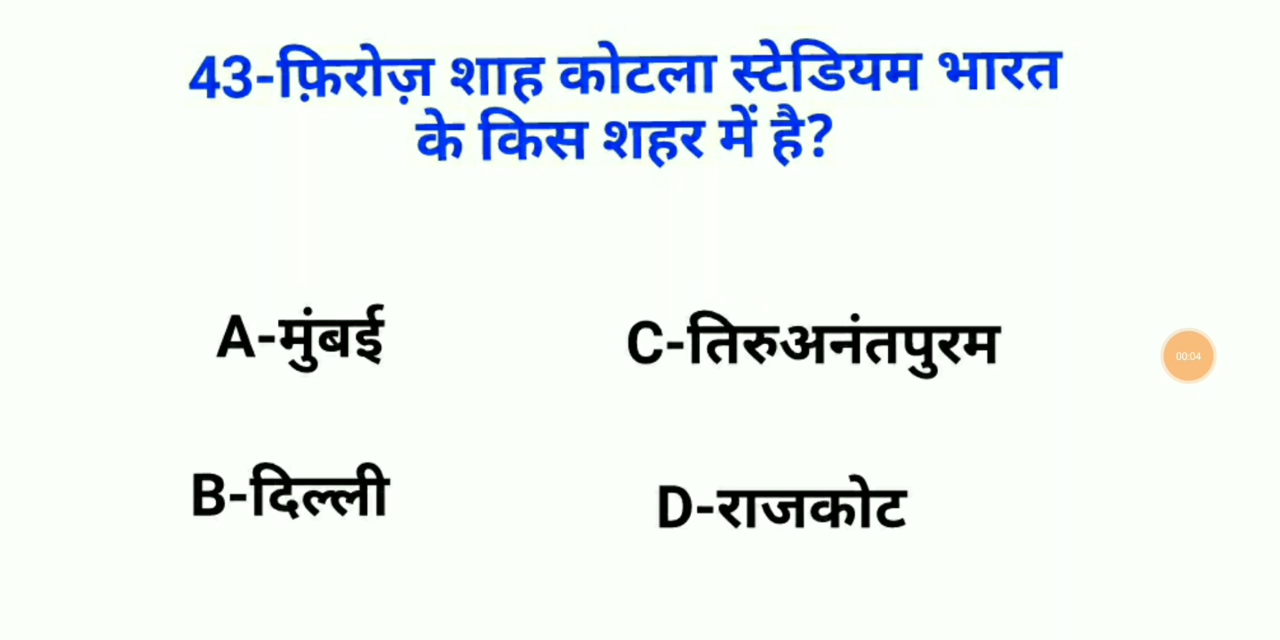 43-फ़िरोज़ शाह कोटला स्टेडियम भारत
के किस शहर में है?
A-मुंबई
C-तिरुअनंतपुरम
00:04
B-दिल्ली
D-राजकोट